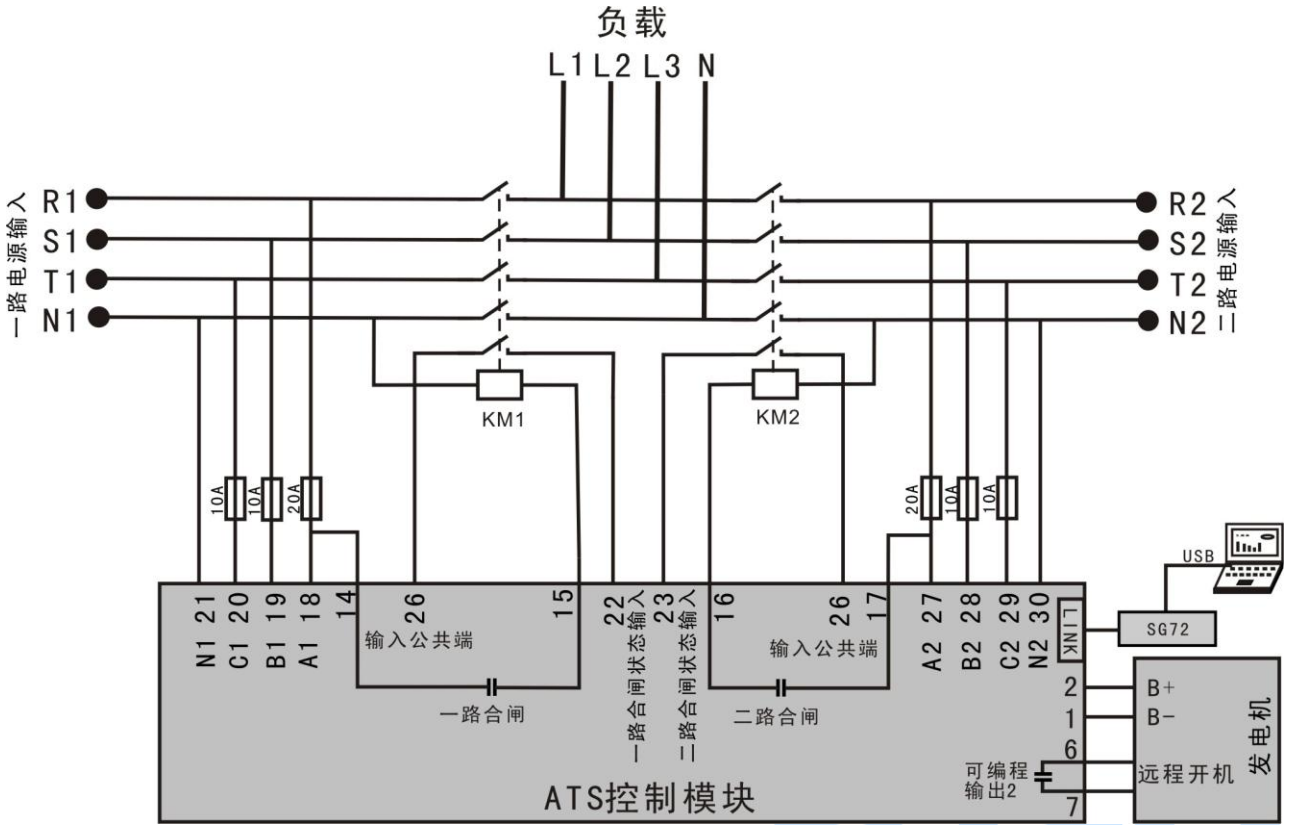 负载
L1 L2 L3 N
一路电源输入
R1
S1
T1
N1
R2
S2
T2
N2
二路电源输入
KM1
KM2
10A
10A
20A
20A
10A
10A
USB
SG72
N1 21
C1 20
B1 19
A1 18
14
26
输入公共端
15
一路合闸
22
一路合闸状态输入
23
二路合闸状态输入
16
26
输入公共端
17
二路合闸
A2 27
B2 28
C2 29
N2 30
LINK
2
1
6
7
B+
B-
远程开机
发电机
可编程
输出2
ATS控制模块